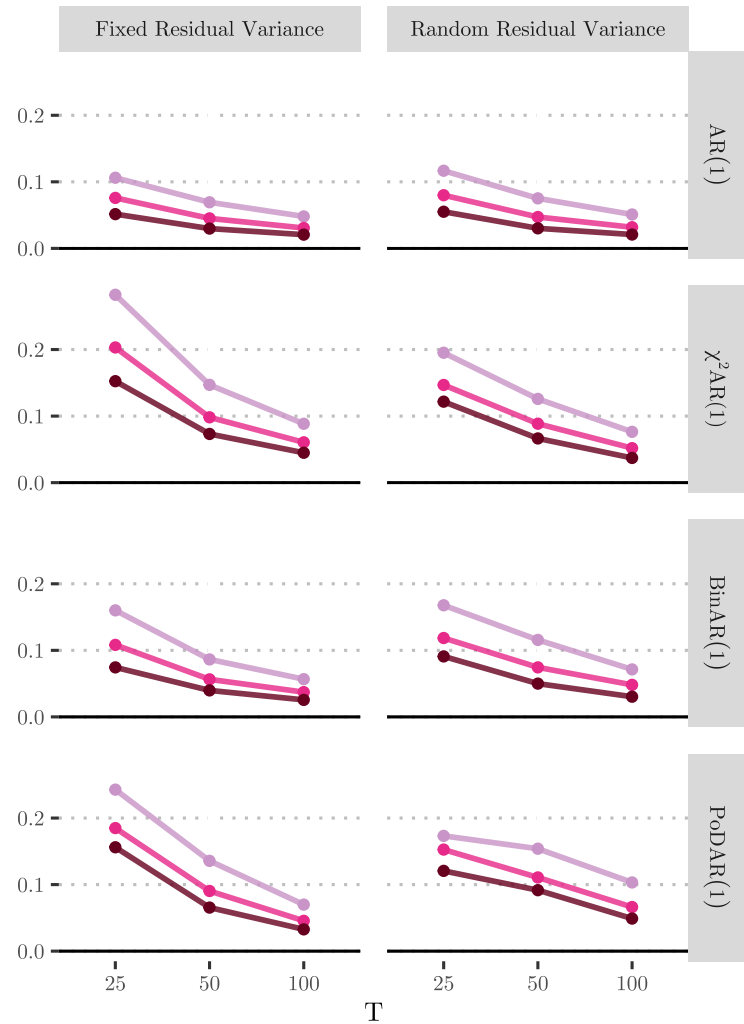 Fixed Residual Variance
Random Residual Variance
0.2
0.1
0.0
AR(1)
0.2
0.1
0.0
χ²AR(1)
0.2
0.1
0.0
BinAR(1)
0.2
0.1
0.0
PoDAR(1)
25 50 100
25 50 100
T